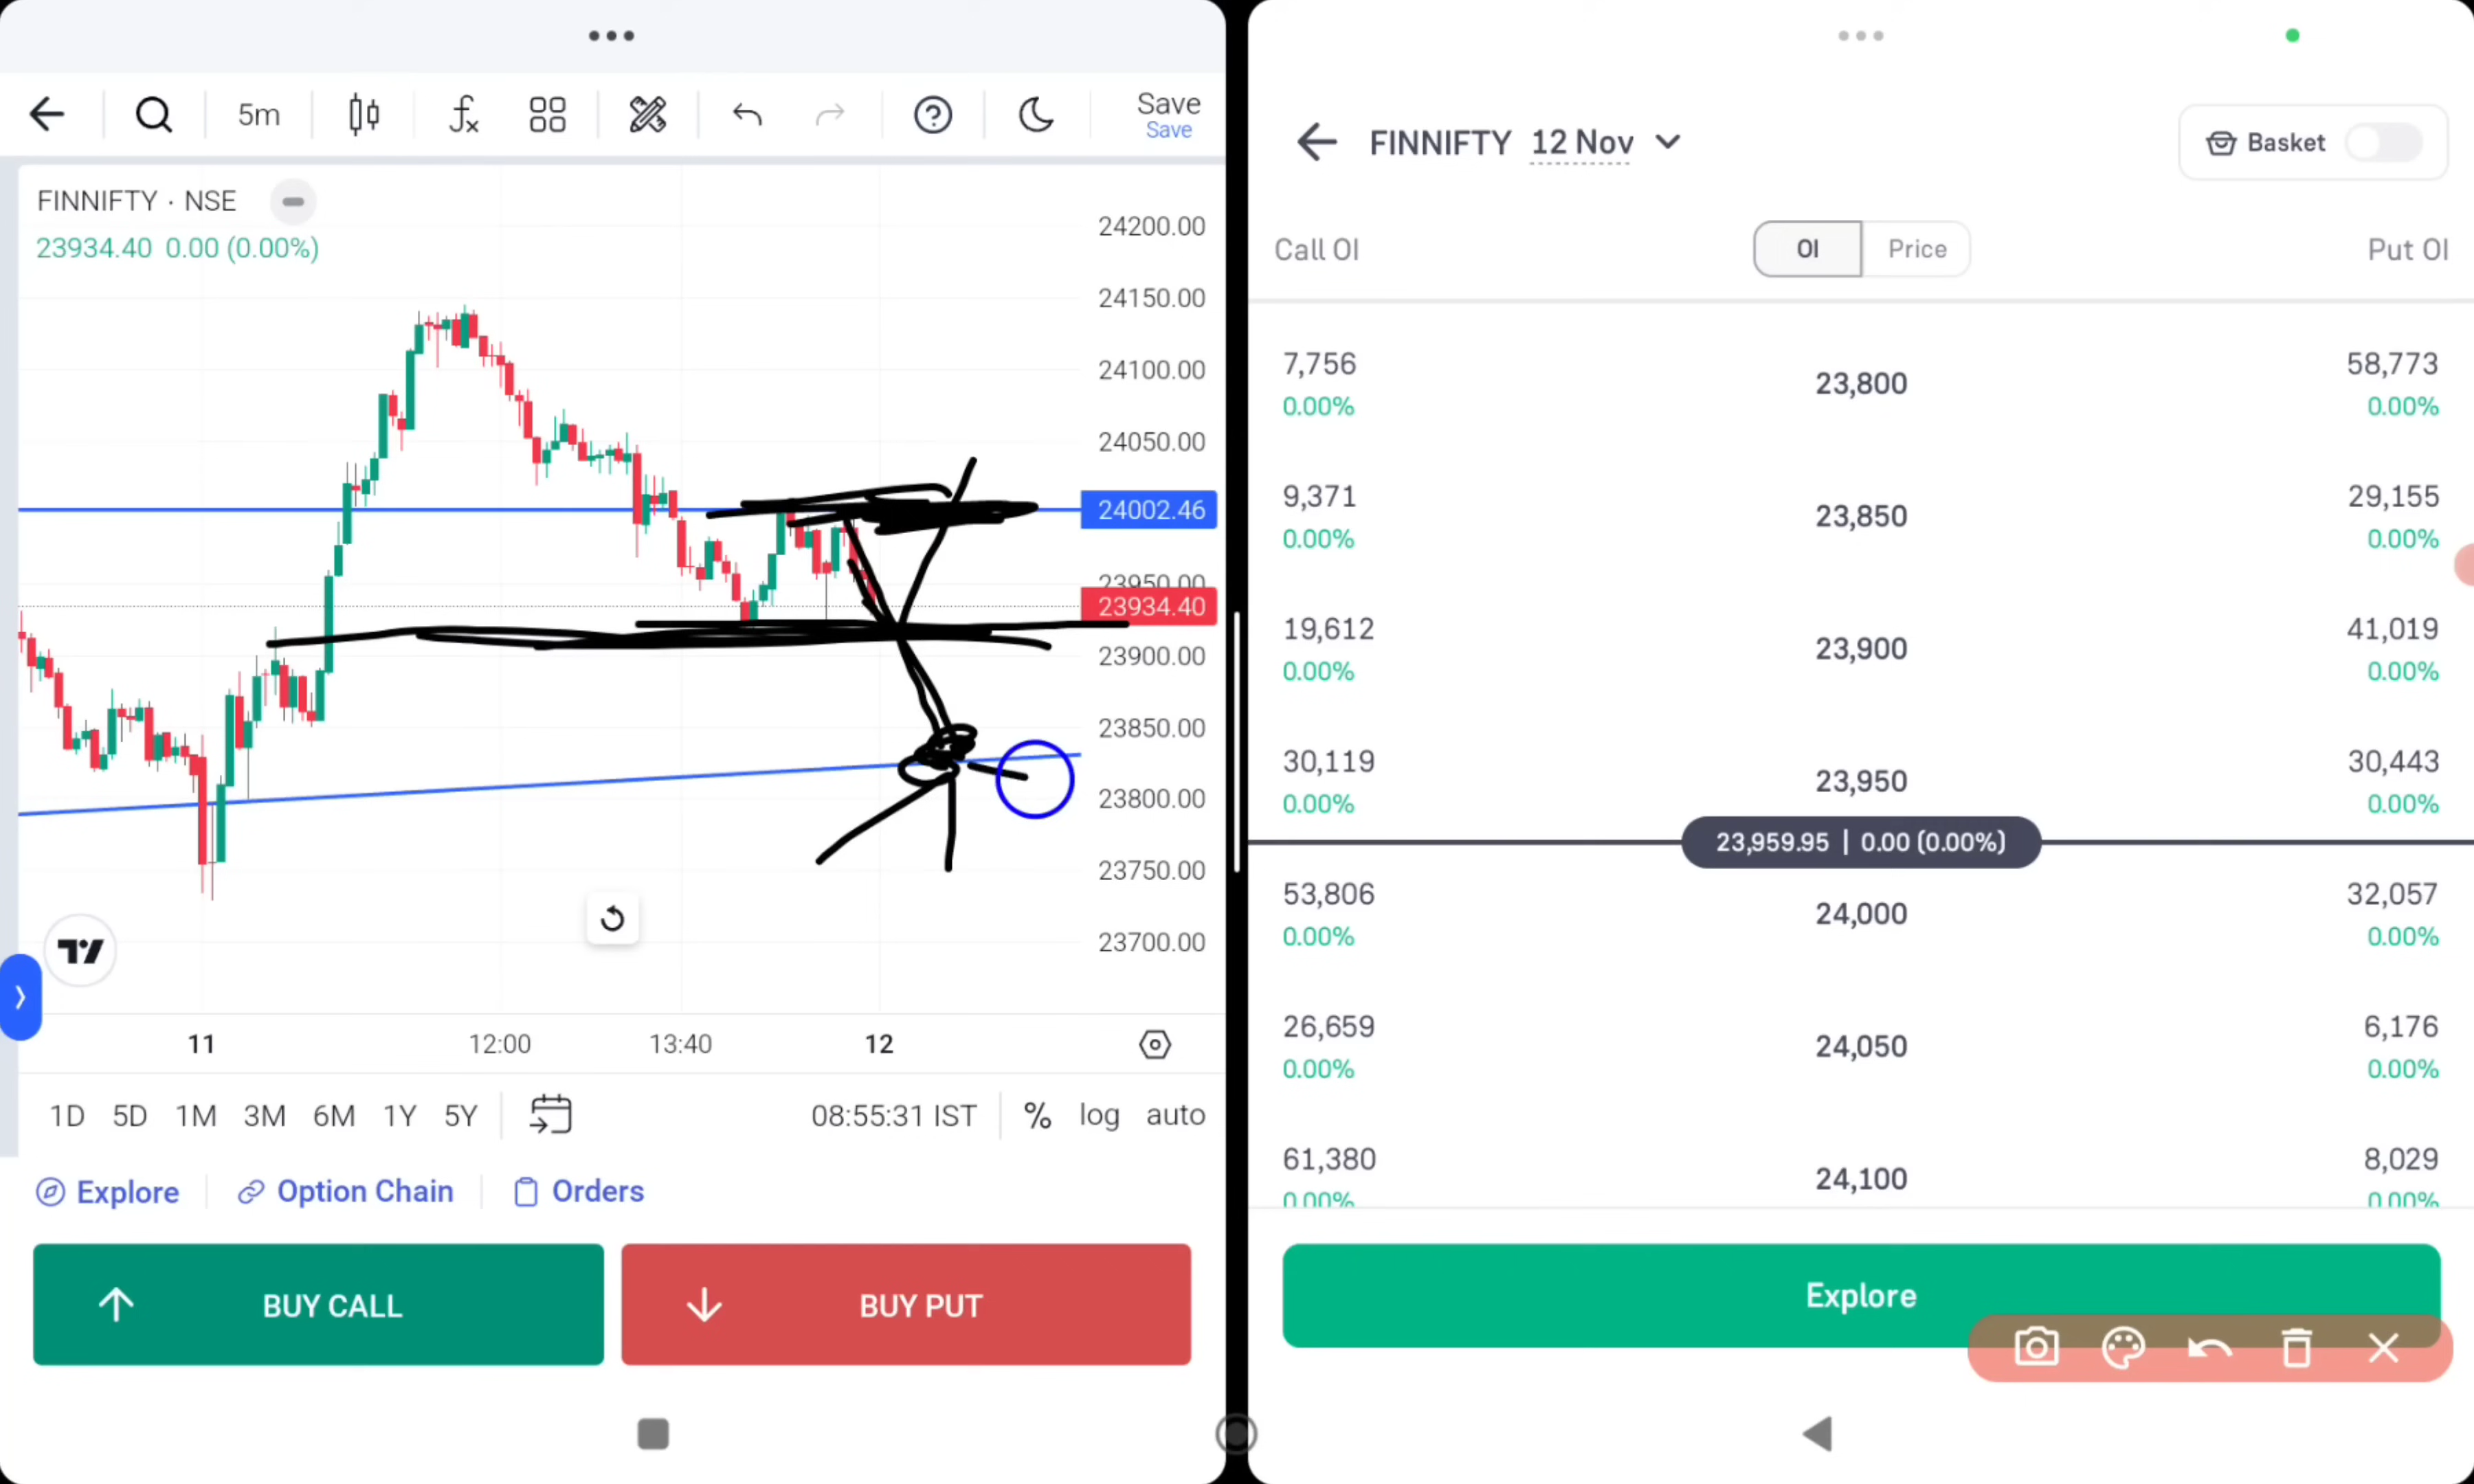 5m
Save
Save
FINNIFTY · NSE
23934.40 0.00 (0.00%)
24200.00
24150.00
24100.00
24050.00
24002.46
23950.00
23934.40
23900.00
23850.00
23800.00
23750.00
23700.00
11 12:00 13:40 12
1D 5D 1M 3M 6M 1Y 5Y 08:55:31 IST % log auto
Explore Option Chain Orders
BUY CALL BUY PUT
FINNIFTY 12 Nov Basket
Call OI OI Price Put OI
7,756 23,800 58,773
0.00% 0.00%
9,371 23,850 29,155
0.00% 0.00%
19,612 23,900 41,019
0.00% 0.00%
30,119 23,950 30,443
0.00% 0.00%
23,959.95 | 0.00 (0.00%)
53,806 24,000 32,057
0.00% 0.00%
26,659 24,050 6,176
0.00% 0.00%
61,380 24,100 8,029
0.00% 0.00%
Explore